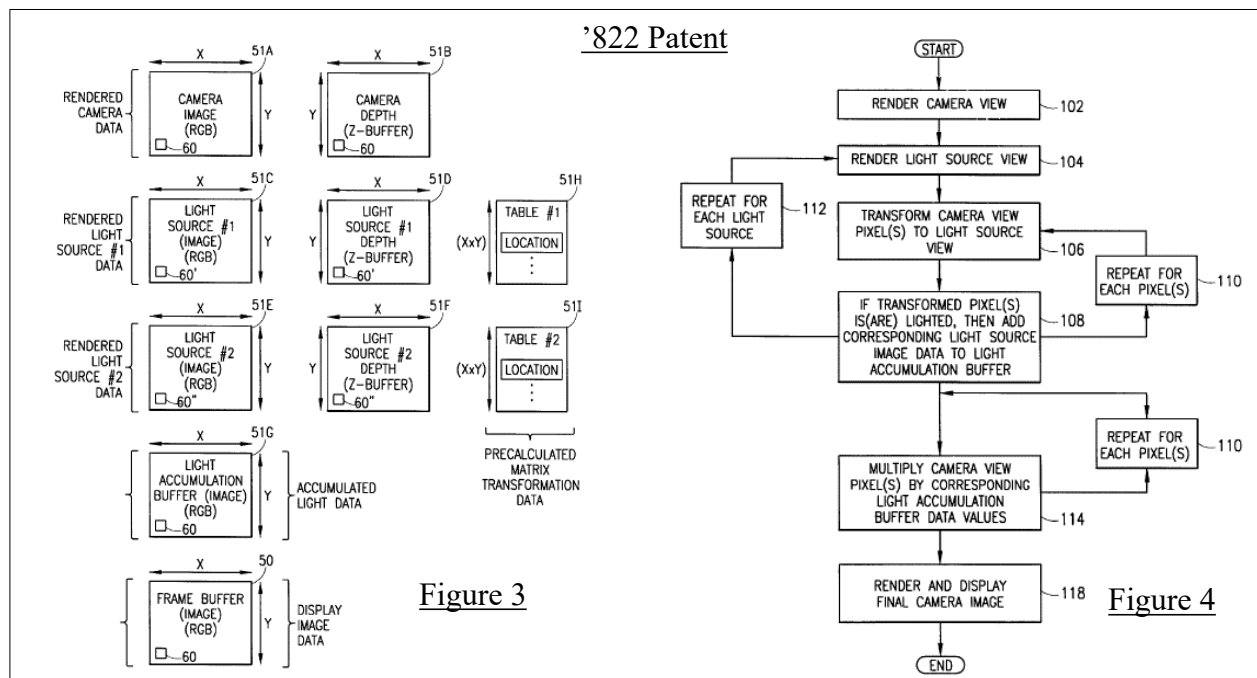 '822 Patent
X
51A
RENDERED
CAMERA
DATA
CAMERA
IMAGE
(RGB)
60
Y
X
51B
Y
CAMERA
DEPTH
(Z-BUFFER)
60
X
51C
RENDERED
LIGHT
SOURCE #1
DATA
LIGHT
SOURCE #1
(IMAGE)
(RGB)
60'
Y
X
51D
Y
LIGHT
SOURCE #1
DEPTH
(Z-BUFFER)
60'
51H
(XxY)
TABLE #1
LOCATION
X
51E
RENDERED
LIGHT
SOURCE #2
DATA
LIGHT
SOURCE #2
(IMAGE)
(RGB)
60"
Y
X
51F
Y
LIGHT
SOURCE #2
DEPTH
(Z-BUFFER)
60"
51I
(XxY)
TABLE #2
LOCATION
PRECALCULATED
MATRIX
TRANSFORMATION
DATA
X
51G
LIGHT
ACCUMULATION
BUFFER (IMAGE)
(RGB)
60
Y
ACCUMULATED
LIGHT DATA
X
50
FRAME BUFFER
(IMAGE)
(RGB)
60
Y
DISPLAY
IMAGE
DATA
Figure 3
START
RENDER CAMERA VIEW
102
RENDER LIGHT SOURCE VIEW
104
REPEAT FOR
EACH LIGHT
SOURCE
112
TRANSFORM CAMERA VIEW
PIXEL(S) TO LIGHT SOURCE
VIEW
106
REPEAT FOR
EACH PIXEL(S)
110
IF TRANSFORMED PIXEL(S)
IS(ARE) LIGHTED, THEN ADD
CORRESPONDING LIGHT SOURCE
IMAGE DATA TO LIGHT
ACCUMULATION BUFFER
108
REPEAT FOR
EACH PIXEL(S)
110
MULTIPLY CAMERA VIEW
PIXEL(S) BY CORRESPONDING
LIGHT ACCUMULATION
BUFFER DATA VALUES
114
RENDER AND DISPLAY
FINAL CAMERA IMAGE
118
END
Figure 4